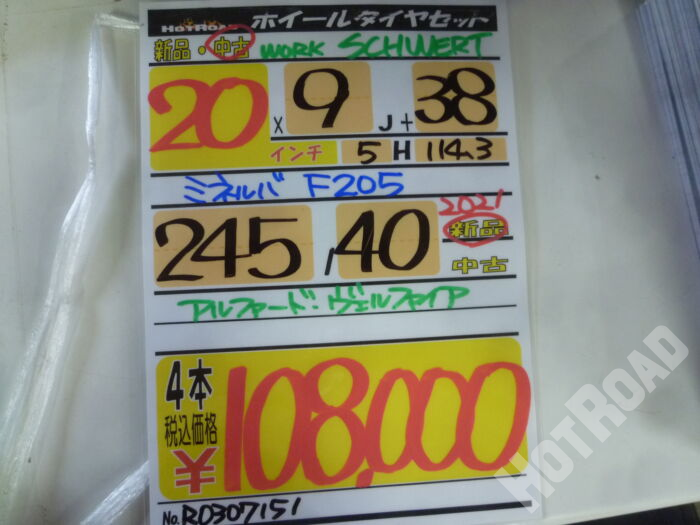 HOTROAD ホイールタイヤセット
新品・中古 WORK SCHWERT
20 × 9 J + 38
インチ 5 H 114.3
ミネルバ F205
2021
245 / 40 新品
中古
アルファード・ヴェルファイア
4本
税込価格
¥108,000
No. R0307151
HOTROAD